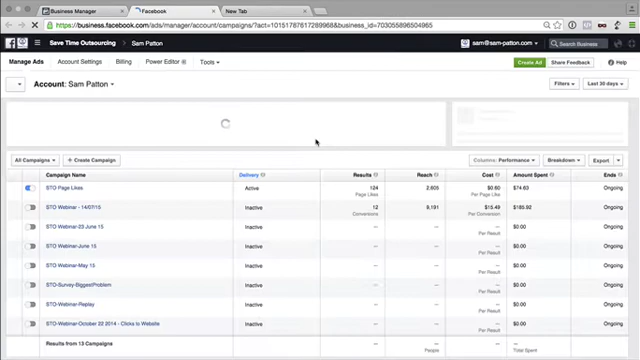 Business Manager
Facebook
New Tab
https://business.facebook.com/ads/manager/account/campaigns/?act=10151787617289968&business_id=703055896504965
Save Time Outsourcing
Sam Patton
sam@sam-patton.com
Search Business
Manage Ads
Account Settings
Billing
Power Editor
Tools
Create Ad
Share Feedback
Help
Account: Sam Patton
Filters
Last 30 days
All Campaigns
+ Create Campaign
Columns: Performance
Breakdown
Export
Campaign Name
Delivery
Results
Reach
Cost
Amount Spent
Ends
STO Page Likes
Active
124
2,605
$0.60
$74.63
Ongoing
Page Likes
Per Page Like
STO Webinar - 14/07/15
Inactive
12
9,191
$15.49
$185.92
Ongoing
Conversions
Per Conversion
STO Webinar-23 June 15
Inactive
—
—
—
$0.00
Ongoing
Per Result
STO Webinar-June 15
Inactive
—
—
—
$0.00
Ongoing
Per Result
STO Webinar-May 15
Inactive
—
—
—
$0.00
Ongoing
Per Result
STO-Survey-BiggestProblem
Inactive
—
—
—
$0.00
Ongoing
Per Result
STO-Webinar-Replay
Inactive
—
—
—
$0.00
Ongoing
Per Result
STO-Webinar-October 22 2014 - Clicks to Website
Inactive
—
—
—
$0.00
Ongoing
Per Result
Results from 13 Campaigns
—
—
—
People
Total Spent